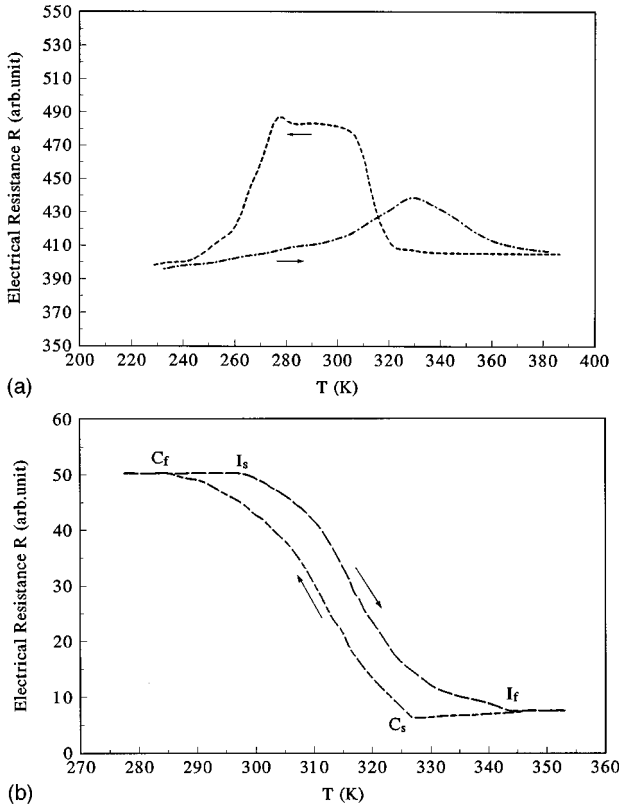 550
530
510
490
470
450
430
410
390
370
350
Electrical Resistance R (arb.unit)
200 220 240 260 280 300 320 340 360 380 400
T (K)
(a)
60
50
40
30
20
10
0
Electrical Resistance R (arb.unit)
Cf
Is
If
Cs
270 280 290 300 310 320 330 340 350 360
T (K)
(b)